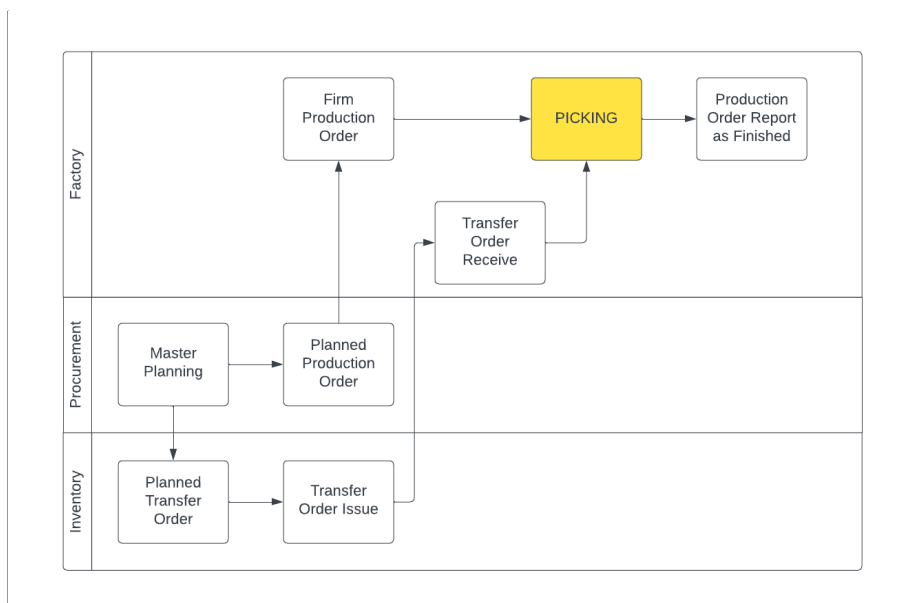 Factory
Firm
Production
Order
PICKING
Production
Order Report
as Finished
Transfer
Order
Receive
Procurement
Master
Planning
Planned
Production
Order
Inventory
Planned
Transfer
Order
Transfer
Order Issue